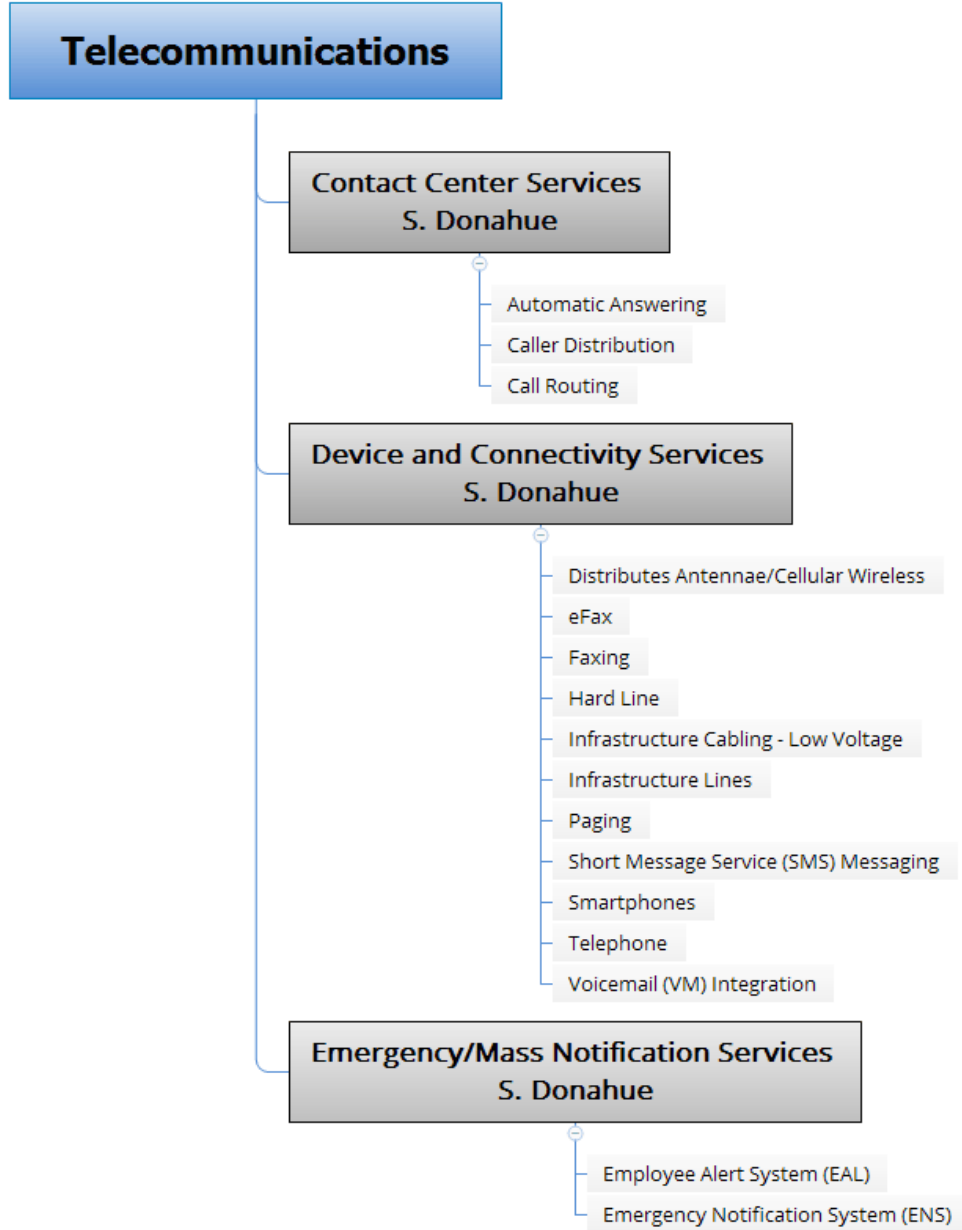 Telecommunications
Contact Center Services
S. Donahue
Automatic Answering
Caller Distribution
Call Routing
Device and Connectivity Services
S. Donahue
Distributes Antennae/Cellular Wireless
eFax
Faxing
Hard Line
Infrastructure Cabling - Low Voltage
Infrastructure Lines
Paging
Short Message Service (SMS) Messaging
Smartphones
Telephone
Voicemail (VM) Integration
Emergency/Mass Notification Services
S. Donahue
Employee Alert System (EAL)
Emergency Notification System (ENS)